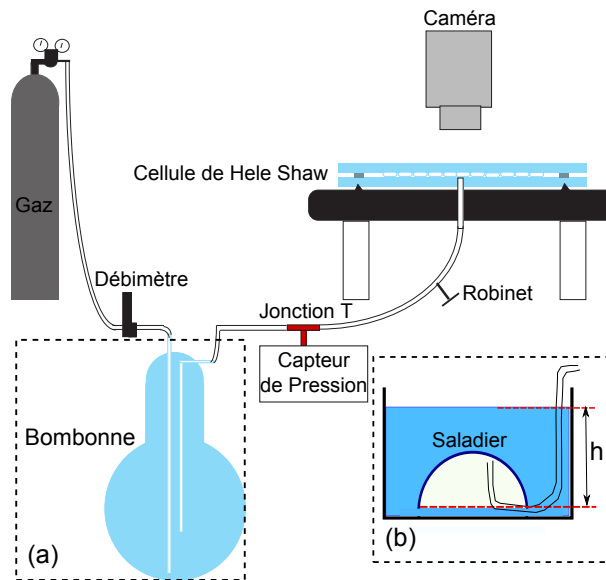 Caméra
Cellule de Hele Shaw
Gaz
Débimètre
Robinet
Jonction T
Capteur
de Pression
Bombonne
(a)
Saladier
h
(b)